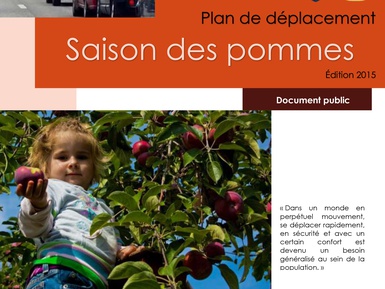 Plan de déplacement
Saison des pommes
Édition 2015
Document public
« Dans un monde en
perpétuel mouvement,
se déplacer rapidement,
en sécurité et avec un
certain confort est
devenu un besoin
généralisé au sein de la
population. »